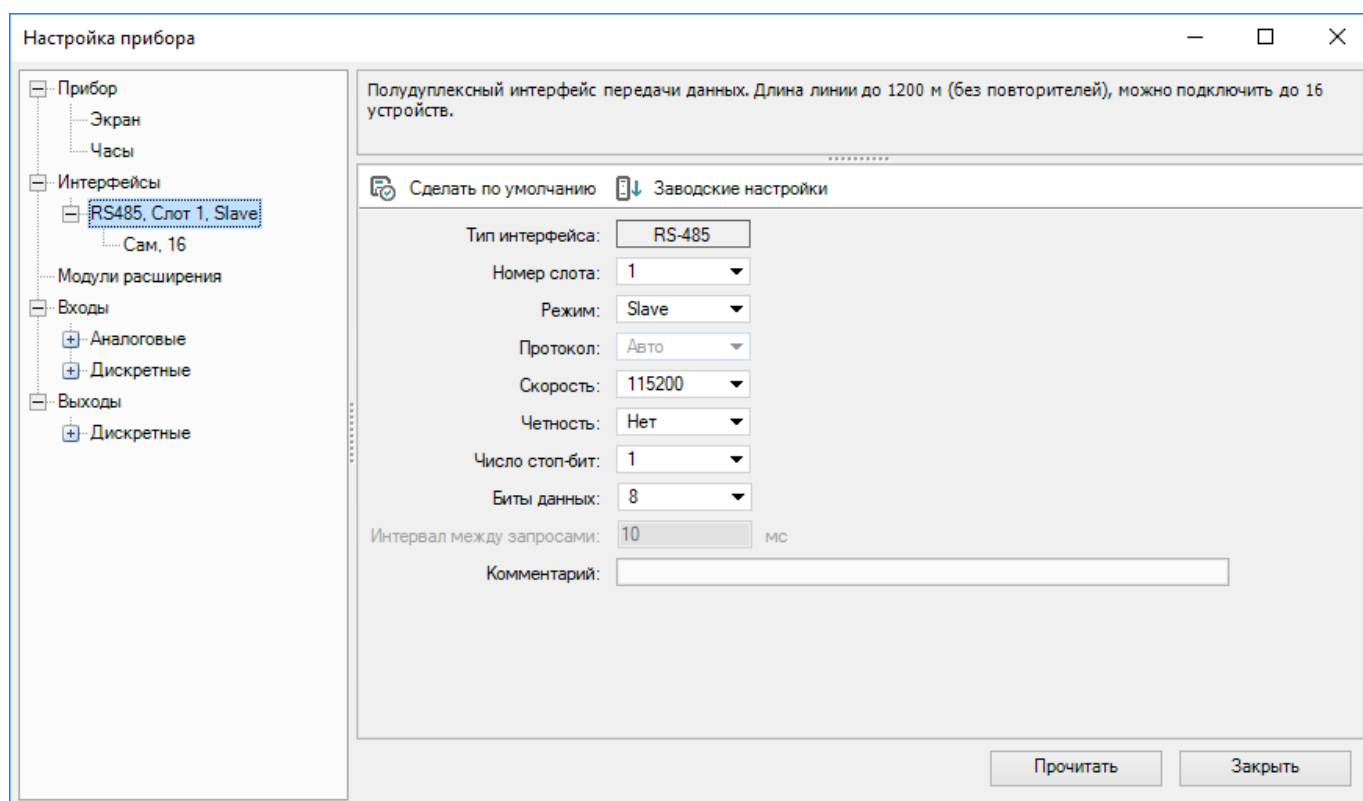 Настройка прибора
Прибор
Экран
Часы
Интерфейсы
RS485, Слот 1, Slave
Сам, 16
Модули расширения
Входы
Аналоговые
Дискретные
Выходы
Дискретные
Полудуплексный интерфейс передачи данных. Длина линии до 1200 м (без повторителей), можно подключить до 16
устройств.
Сделать по умолчанию Заводские настройки
Тип интерфейса: RS-485
Номер слота: 1
Режим: Slave
Протокол: Авто
Скорость: 115200
Четность: Нет
Число стоп-бит: 1
Биты данных: 8
Интервал между запросами: 10 мс
Комментарий:
Прочитать Закрыть